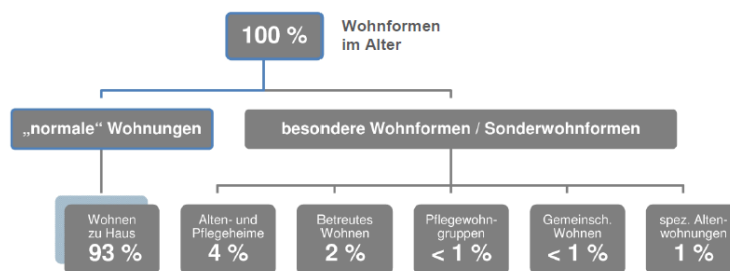 100 %
Wohnformen
im Alter
„normale“ Wohnungen
besondere Wohnformen / Sonderwohnformen
Wohnen
zu Haus
93 %
Alten- und
Pflegeheime
4 %
Betreutes
Wohnen
2 %
Pflegewohn-
gruppen
< 1 %
Gemeinsch.
Wohnen
< 1 %
spez. Alten-
wohnungen
1 %